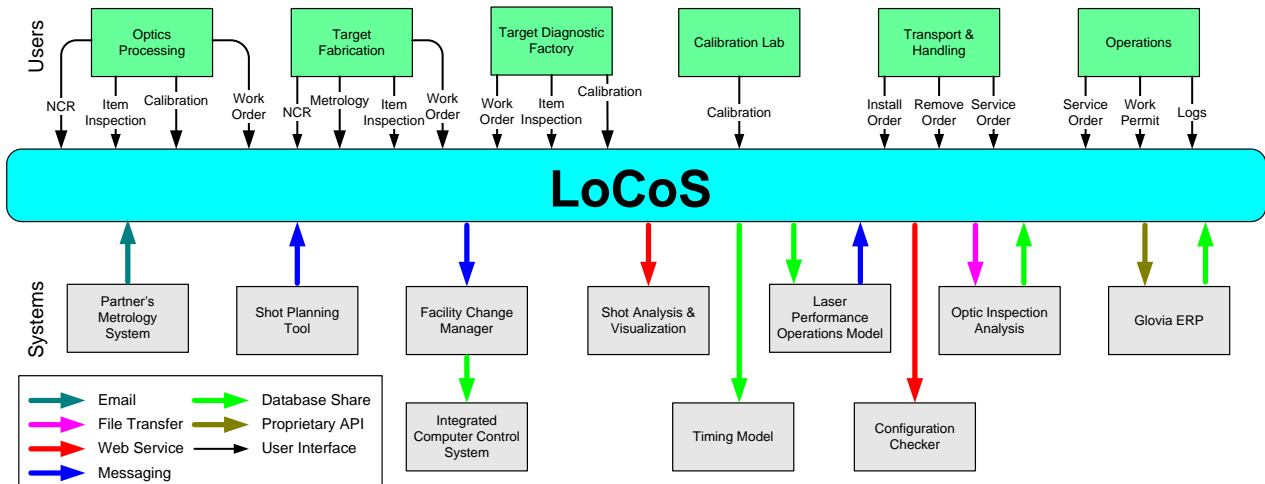 Users
Optics
Processing
Target
Fabrication
Target Diagnostic
Factory
Calibration Lab
Transport &
Handling
Operations
NCR
Item
Inspection
Calibration
Work
Order
NCR
Metrology
Item
Inspection
Work
Order
Work
Order
Item
Inspection
Calibration
Calibration
Install
Order
Remove
Order
Service
Order
Service
Order
Work
Permit
Logs
LoCoS
Systems
Partner's
Metrology
System
Shot Planning
Tool
Facility Change
Manager
Shot Analysis &
Visualization
Laser
Performance
Operations Model
Optic Inspection
Analysis
Glovia ERP
Integrated
Computer Control
System
Timing Model
Configuration
Checker
Email
File Transfer
Web Service
Messaging
Database Share
Proprietary API
User Interface